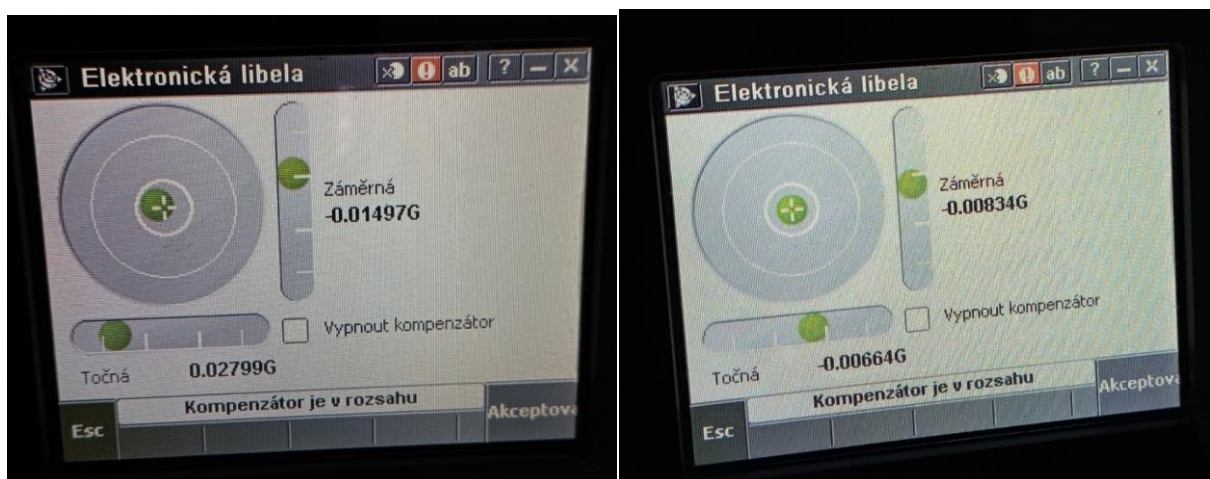 Elektronická libela ab ? – X
Záměrná
-0.01497G
Vypnout kompenzátor
Točná 0.02799G
Kompenzátor je v rozsahu
Esc Akceptova
Elektronická libela ab ? – X
Záměrná
-0.00834G
Vypnout kompenzátor
Točná -0.00664G
Kompenzátor je v rozsahu
Esc Akceptova